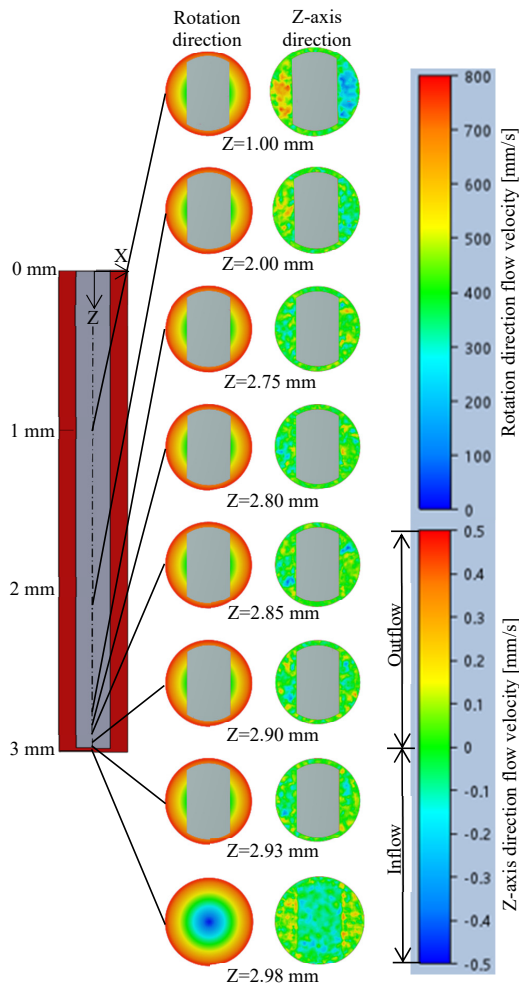 Rotation direction
Z-axis direction
Z=1.00 mm
Z=2.00 mm
Z=2.75 mm
Z=2.80 mm
Z=2.85 mm
Z=2.90 mm
Z=2.93 mm
Z=2.98 mm
0 mm
X
Z
1 mm
2 mm
3 mm
800
700
600
500
400
300
200
100
0
Rotation direction flow velocity [mm/s]
0.5
0.4
0.3
0.2
0.1
0
-0.1
-0.2
-0.3
-0.4
-0.5
Z-axis direction flow velocity [mm/s]
Outflow
Inflow